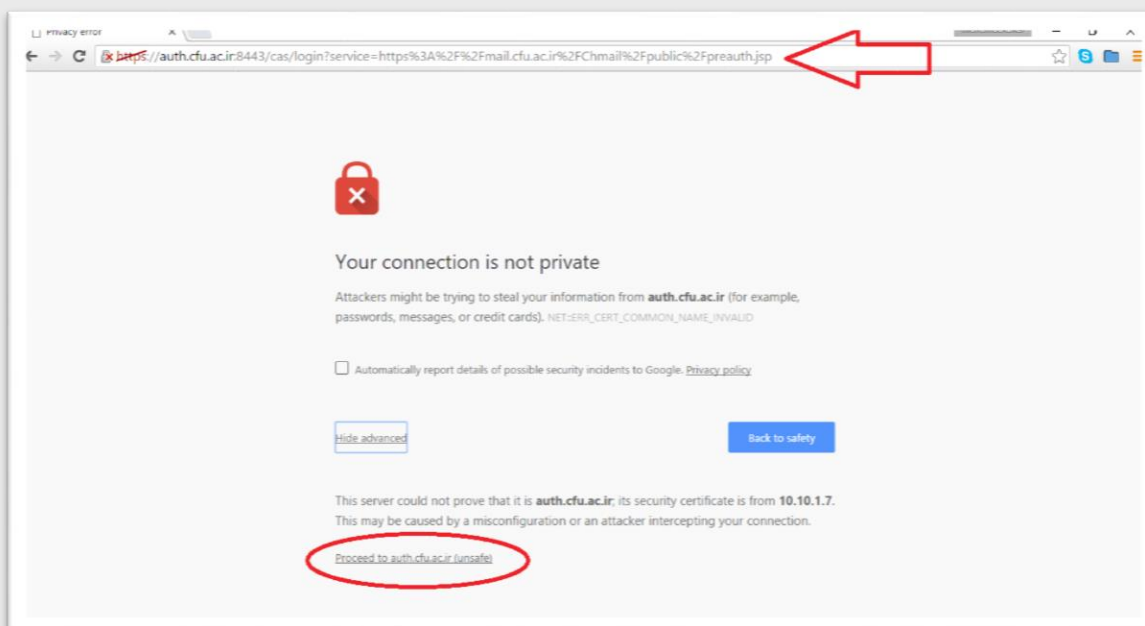 Privacy error
https://auth.cfu.ac.ir:8443/cas/login?service=https%3A%2F%2Fmail.cfu.ac.ir%2FChmail%2Fpublic%2Fpreauth.jsp
Your connection is not private
Attackers might be trying to steal your information from auth.cfu.ac.ir (for example,
passwords, messages, or credit cards). NET::ERR_CERT_COMMON_NAME_INVALID
Automatically report details of possible security incidents to Google. Privacy policy
Hide advanced
Back to safety
This server could not prove that it is auth.cfu.ac.ir; its security certificate is from 10.10.1.7.
This may be caused by a misconfiguration or an attacker intercepting your connection.
Proceed to auth.cfu.ac.ir (unsafe)